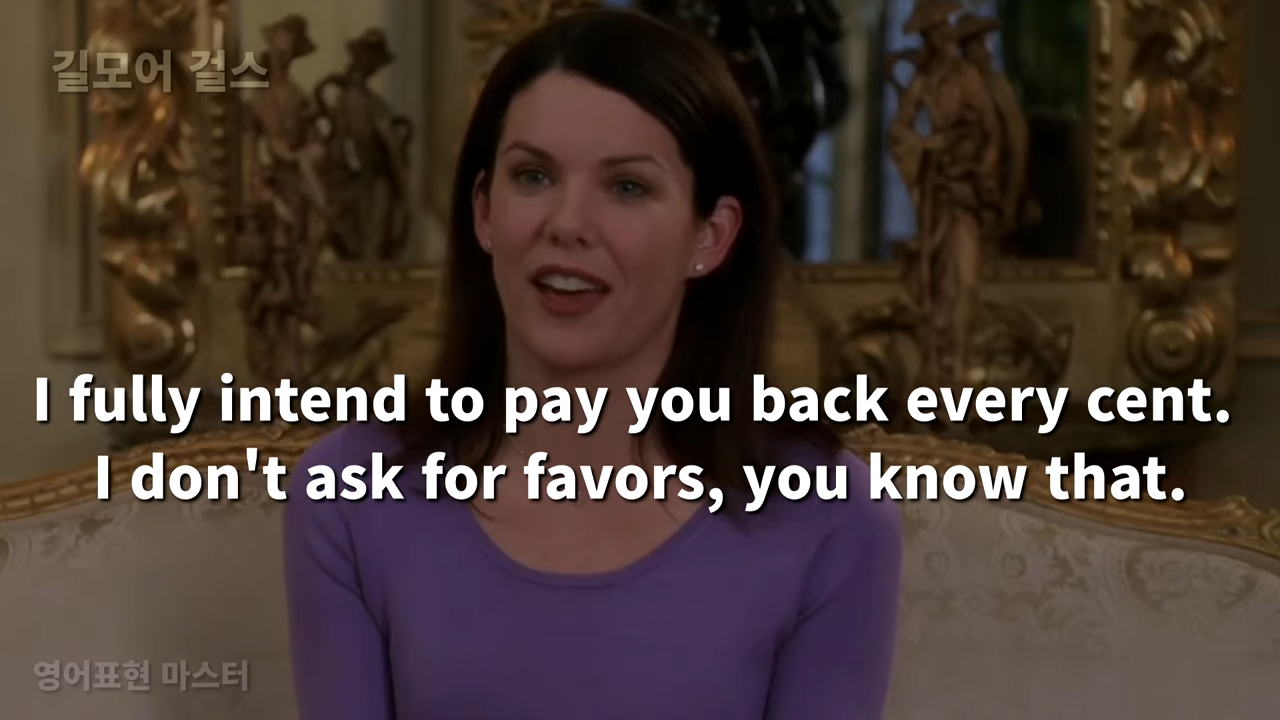 길모어 걸스
I fully intend to pay you back every cent.
I don't ask for favors, you know that.
영어표현 마스터